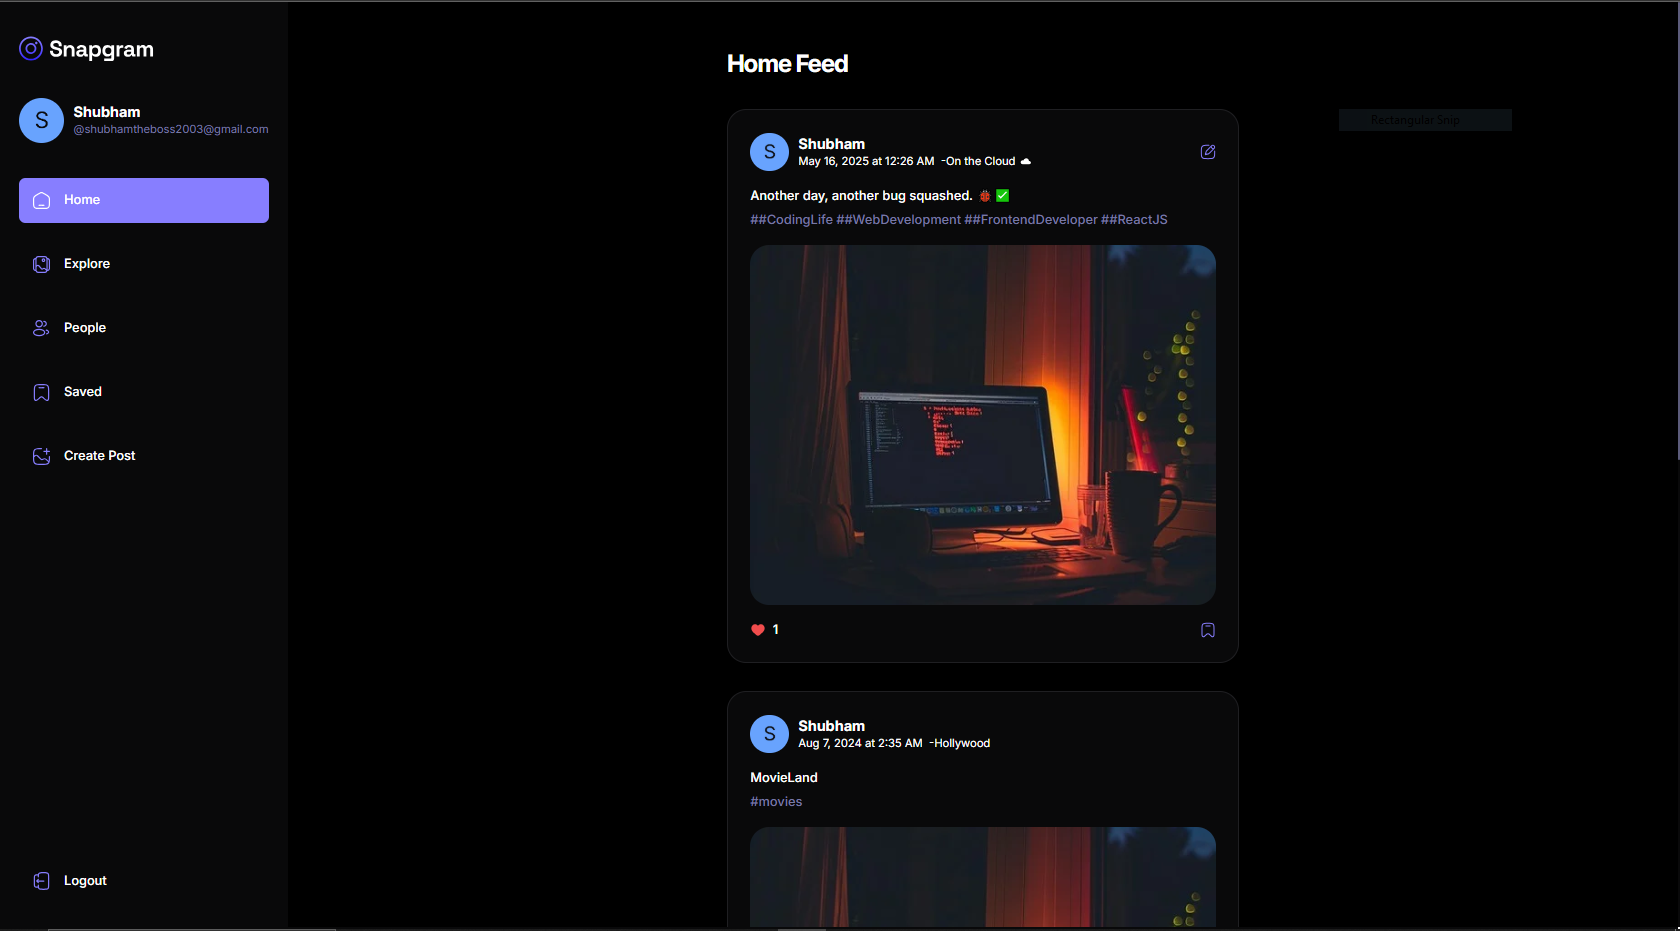 Snapgram
S
Shubham
@shubhamtheboss2003@gmail.com
Home
Explore
People
Saved
Create Post
Logout
Home Feed
Rectangular Snip
S
Shubham
May 16, 2025 at 12:26 AM -On the Cloud ☁
Another day, another bug squashed. 🐞 ✅
##CodingLife ##WebDevelopment ##FrontendDeveloper ##ReactJS
1
S
Shubham
Aug 7, 2024 at 2:35 AM -Hollywood
MovieLand
#movies